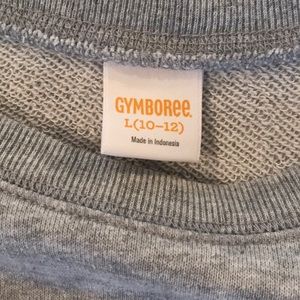 GYMBOREE
L(10-12)
Made in Indonesia